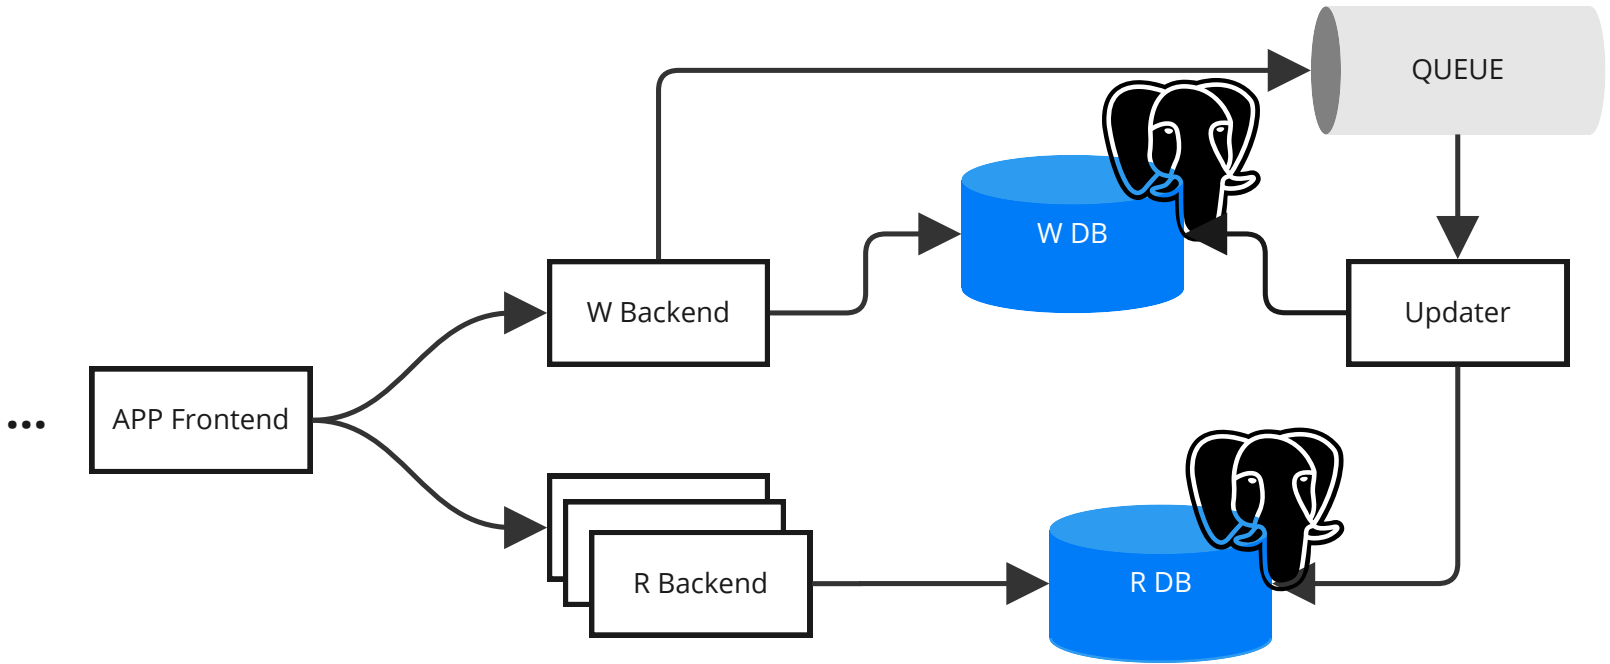 QUEUE
W DB
W Backend
Updater
...
APP Frontend
R Backend
R DB